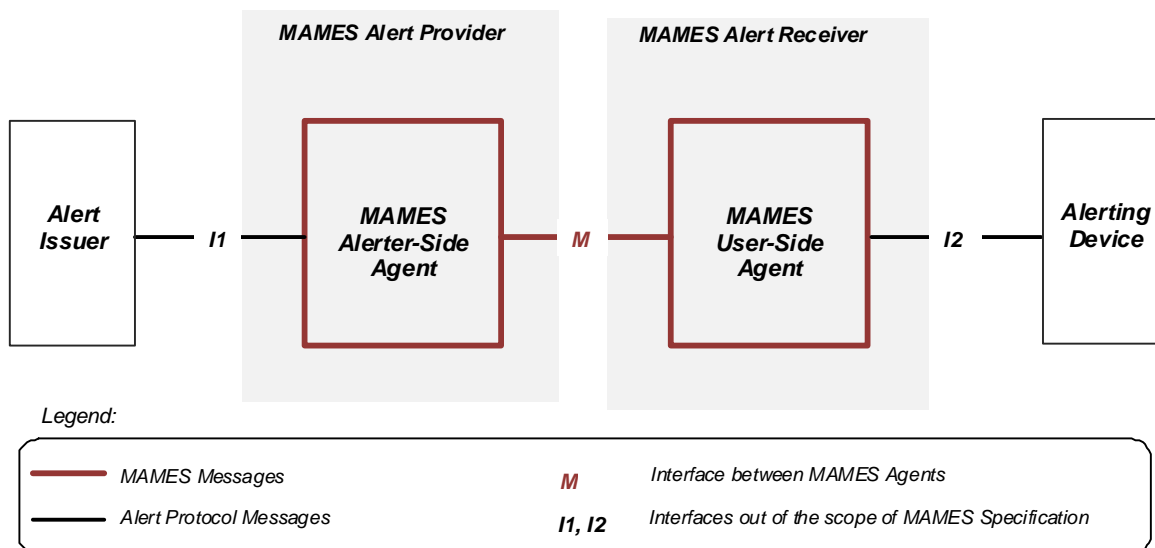 MAMES Alert Provider
MAMES Alert Receiver
Alert
Issuer
I1
MAMES
Alerter-Side
Agent
M
MAMES
User-Side
Agent
I2
Alerting
Device
Legend:
MAMES Messages
M Interface between MAMES Agents
Alert Protocol Messages
I1, I2 Interfaces out of the scope of MAMES Specification